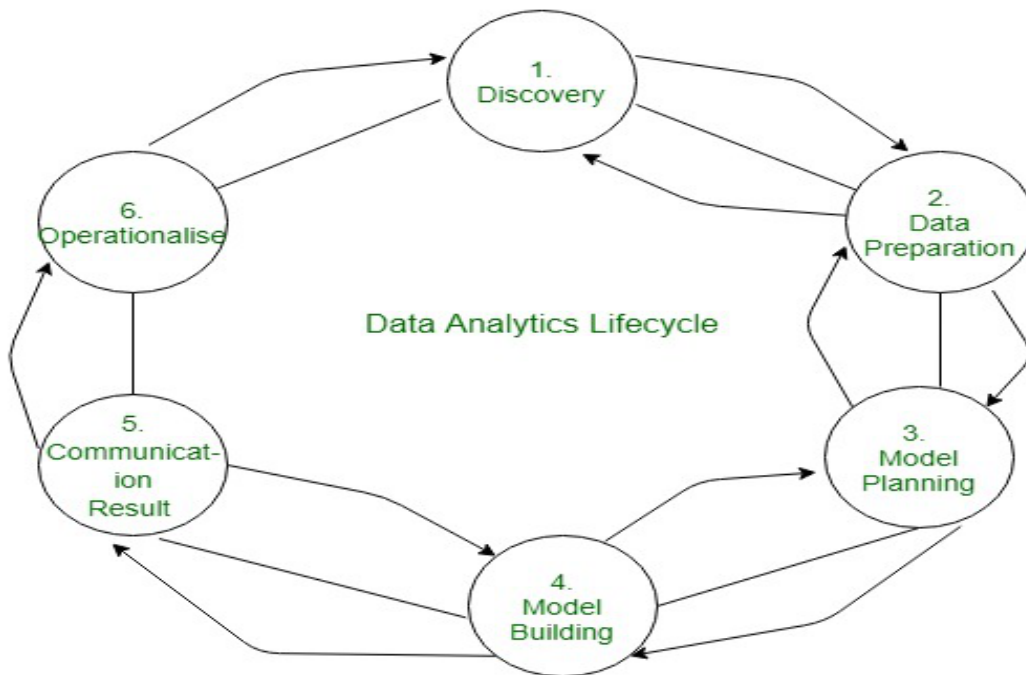 1.
Discovery
2.
Data
Preparation
3.
Model
Planning
4.
Model
Building
5.
Communicat-
ion
Result
6.
Operationalise
Data Analytics Lifecycle